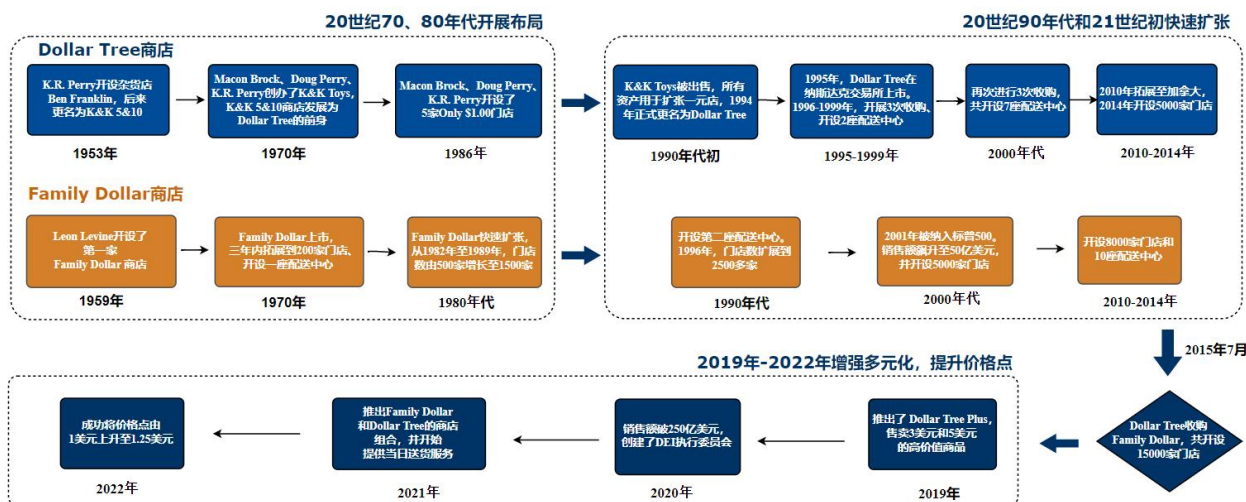 20世纪70、80年代开展布局
Dollar Tree商店
K.R. Perry开设杂货店
Ben Franklin，后来
更名为K&K 5&10
1953年
Macon Brock、Doug Perry、
K.R. Perry创办了K&K Toys，
K&K 5&10商店发展为
Dollar Tree的前身
1970年
Macon Brock、Doug Perry、
K.R. Perry开设了
5家Only $1.00门店
1986年
Family Dollar商店
Leon Levine开设了
第一家
Family Dollar 商店
1959年
Family Dollar上市，
三年内拓展到200家门店、
开设一座配送中心
1970年
Family Dollar快速扩张，
从1982年至1989年，门店
数由500家增长至1500家
1980年代
20世纪90年代和21世纪初快速扩张
K&K Toys被出售，所有
资产用于扩张一元店，1994
年正式更名为Dollar Tree
1990年代初
1995年，Dollar Tree在
纳斯达克交易所上市。
1996-1999年，开展3次收购、
开设2座配送中心
1995-1999年
再次进行3次收购，
共开设7座配送中心
2000年代
2010年拓展至加拿大，
2014年开设5000家门店
2010-2014年
开设第二座配送中心。
1996年，门店数扩展到
2500多家
1990年代
2001年被纳入标普500。
销售额飙升至50亿美元，
并开设5000家门店
2000年代
开设8000家门店和
10座配送中心
2010-2014年
2015年7月
Dollar Tree收购
Family Dollar，共开设
15000家门店
2019年-2022年增强多元化，提升价格点
推出了 Dollar Tree Plus，
售卖3美元和5美元
的高价值商品
2019年
销售额破250亿美元，
创建了DEI执行委员会
2020年
推出Family Dollar
和Dollar Tree的商店
组合，并开始
提供当日送货服务
2021年
成功将价格点由
1美元上升至1.25美元
2022年